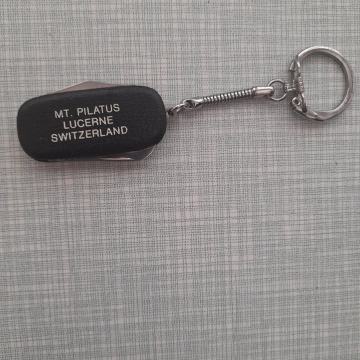 MT. PILATUS
LUCERNE
SWITZERLAND